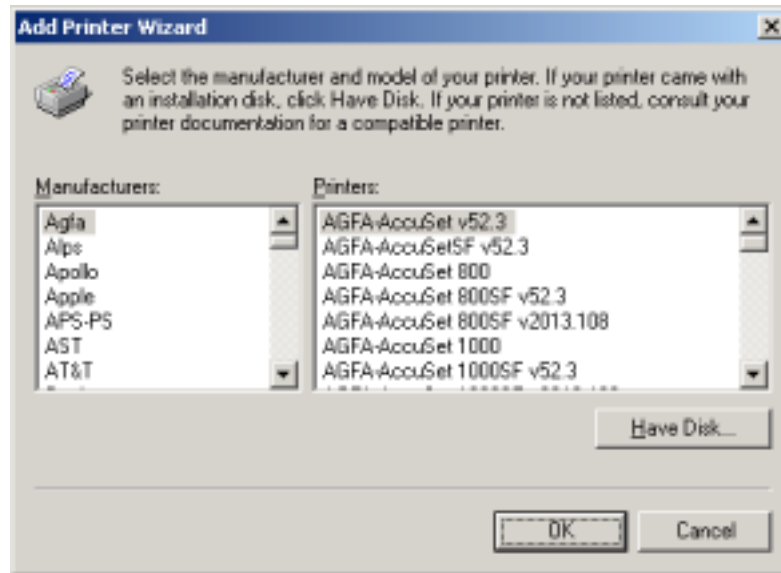 Add Printer Wizard
Select the manufacturer and model of your printer. If your printer came with
an installation disk, click Have Disk. If your printer is not listed, consult your
printer documentation for a compatible printer.
Manufacturers:
Agfa
Alps
Apollo
Apple
APS-PS
AST
AT&T
Printers:
AGFA-AccuSet v52.3
AGFA-AccuSetSF v52.3
AGFA-AccuSet 800
AGFA-AccuSet 800SF v52.3
AGFA-AccuSet 800SF v2013.108
AGFA-AccuSet 1000
AGFA-AccuSet 1000SF v52.3
Have Disk...
OK
Cancel